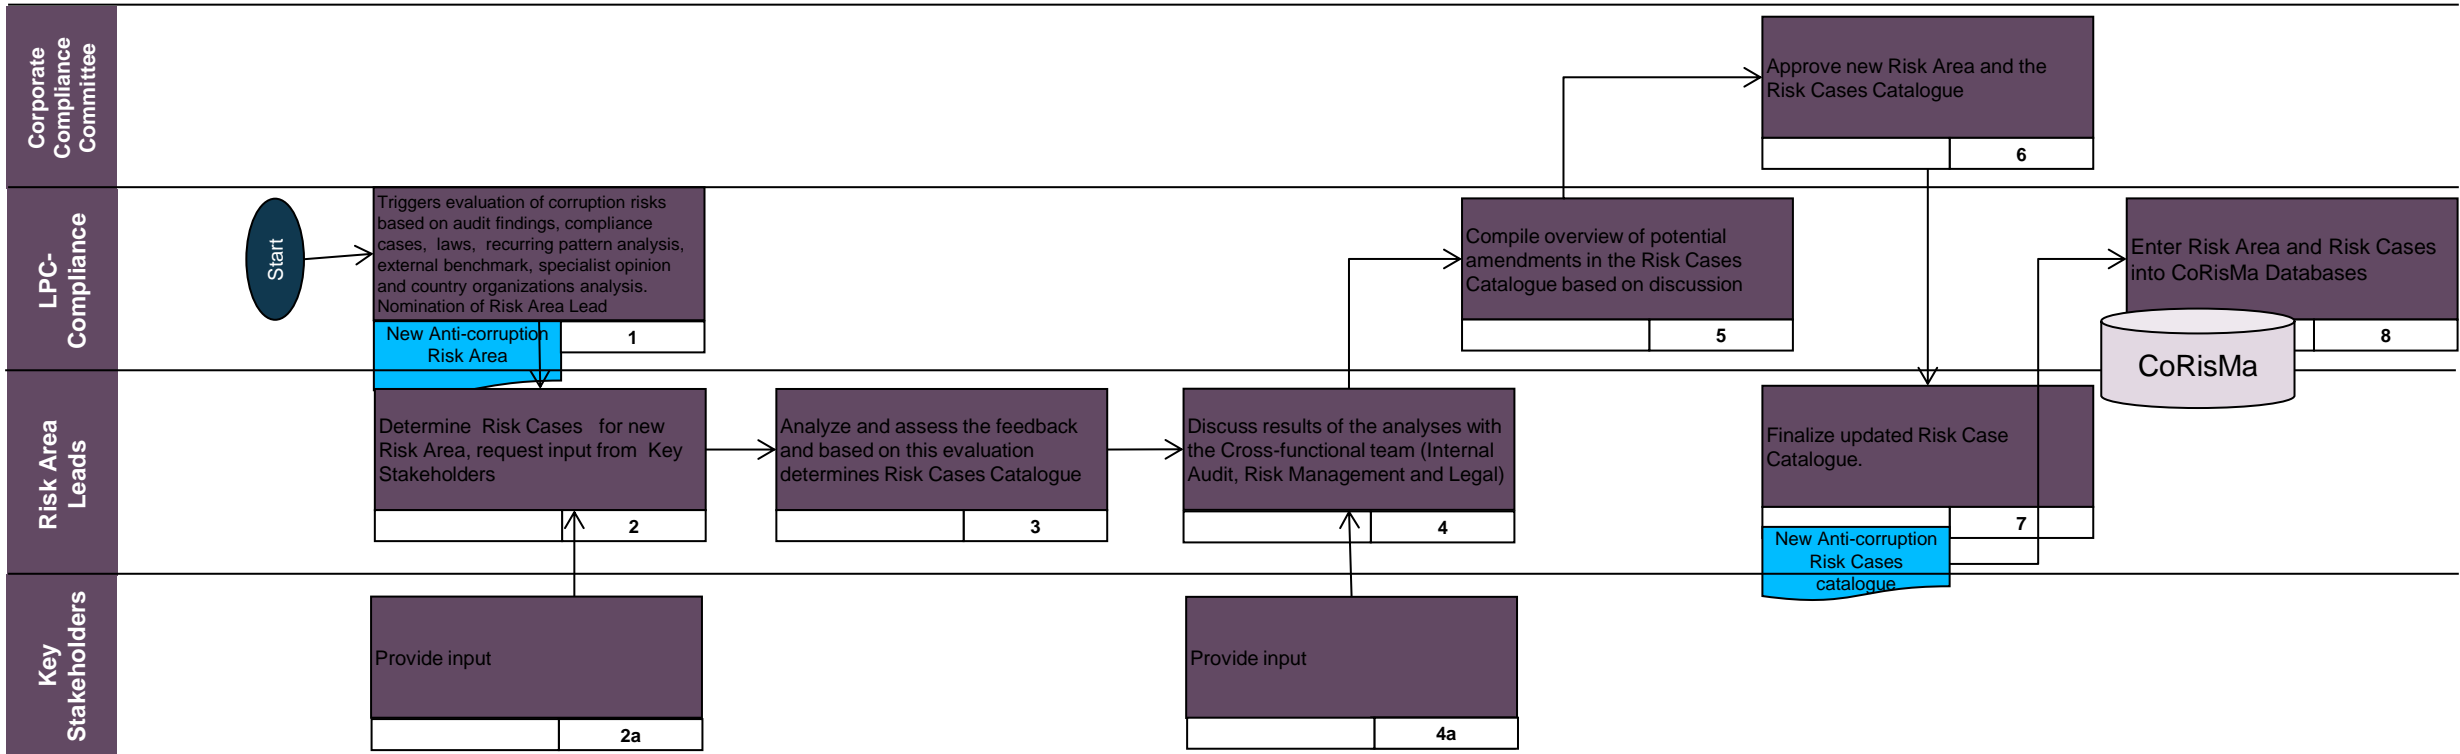 Corporate
Compliance
Committee
Approve new Risk Area and the
Risk Cases Catalogue
6
LPC-
Compliance
Start
Triggers evaluation of corruption risks
based on audit findings, compliance
cases, laws, recurring pattern analysis,
external benchmark, specialist opinion
and country organizations analysis.
Nomination of Risk Area Lead
New Anti-corruption
Risk Area
1
Compile overview of potential
amendments in the Risk Cases
Catalogue based on discussion
5
Enter Risk Area and Risk Cases
into CoRisMa Databases
8
CoRisMa
Risk Area
Leads
Determine Risk Cases for new
Risk Area, request input from Key
Stakeholders
2
Analyze and assess the feedback
and based on this evaluation
determines Risk Cases Catalogue
3
Discuss results of the analyses with
the Cross-functional team (Internal
Audit, Risk Management and Legal)
4
Finalize updated Risk Case
Catalogue.
7
New Anti-corruption
Risk Cases
catalogue
Key
Stakeholders
Provide input
2a
Provide input
4a